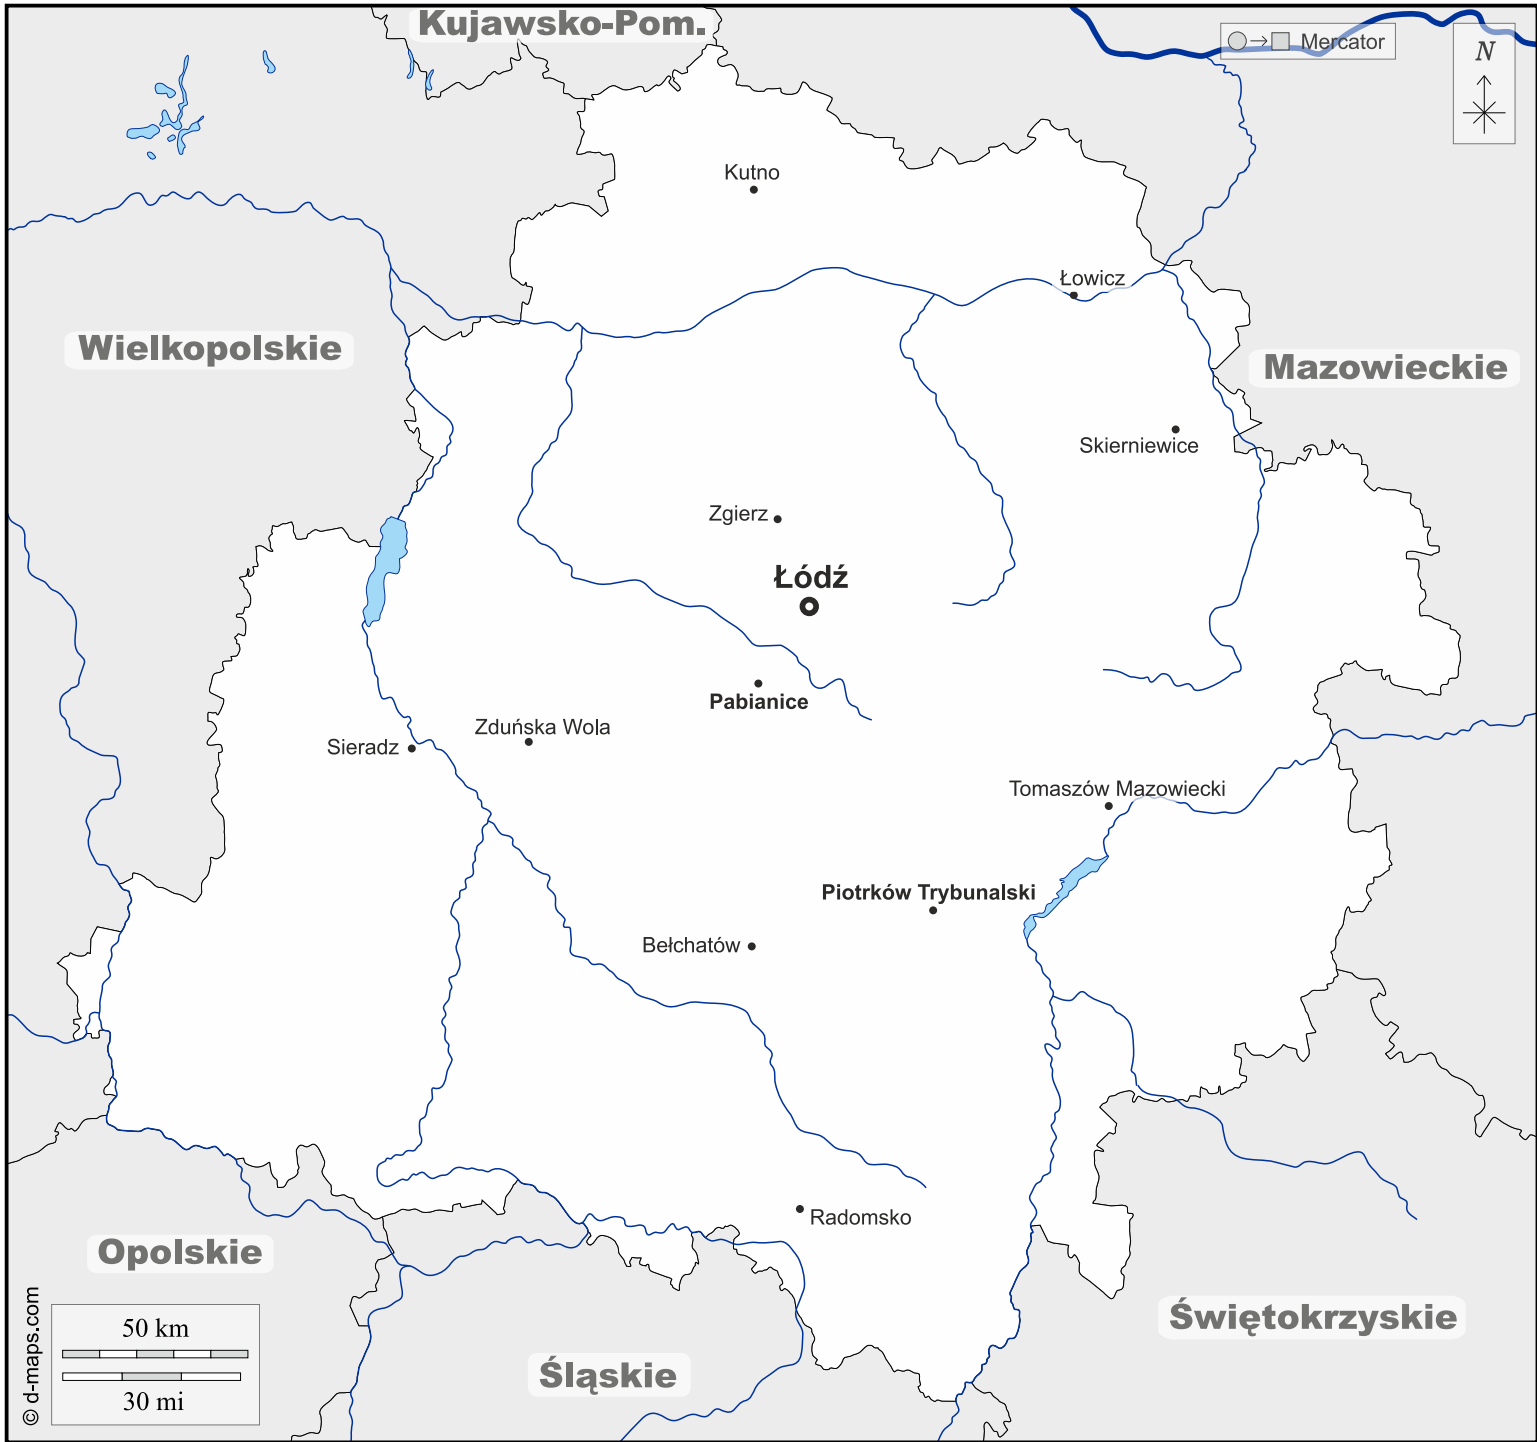 Kujawsko-Pom.
Mercator
N
Kutno
Łowicz
Wielkopolskie
Mazowieckie
Skierniewice
Zgierz
Łódź
Pabianice
Zduńska Wola
Sieradz
Tomaszów Mazowiecki
Piotrków Trybunalski
Bełchatów
Radomsko
Opolskie
Świętokrzyskie
Śląskie
50 km
30 mi
© d-maps.com